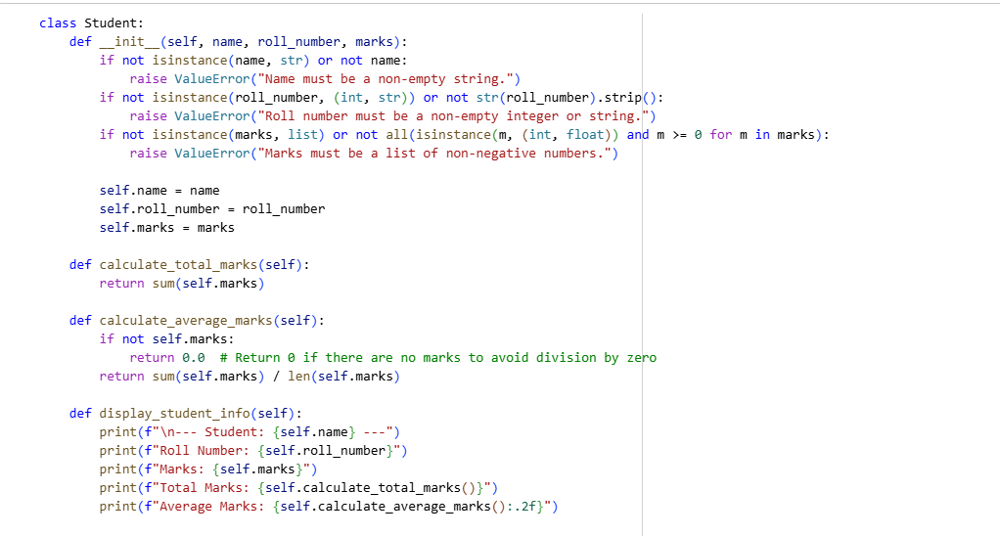 class Student:
    def __init__(self, name, roll_number, marks):
        if not isinstance(name, str) or not name:
            raise ValueError("Name must be a non-empty string.")
        if not isinstance(roll_number, (int, str)) or not str(roll_number).strip():
            raise ValueError("Roll number must be a non-empty integer or string.")
        if not isinstance(marks, list) or not all(isinstance(m, (int, float)) and m >= 0 for m in marks):
            raise ValueError("Marks must be a list of non-negative numbers.")

        self.name = name
        self.roll_number = roll_number
        self.marks = marks

    def calculate_total_marks(self):
        return sum(self.marks)

    def calculate_average_marks(self):
        if not self.marks:
            return 0.0  # Return 0 if there are no marks to avoid division by zero
        return sum(self.marks) / len(self.marks)

    def display_student_info(self):
        print(f"\n--- Student: {self.name} ---")
        print(f"Roll Number: {self.roll_number}")
        print(f"Marks: {self.marks}")
        print(f"Total Marks: {self.calculate_total_marks()}")
        print(f"Average Marks: {self.calculate_average_marks():.2f}")